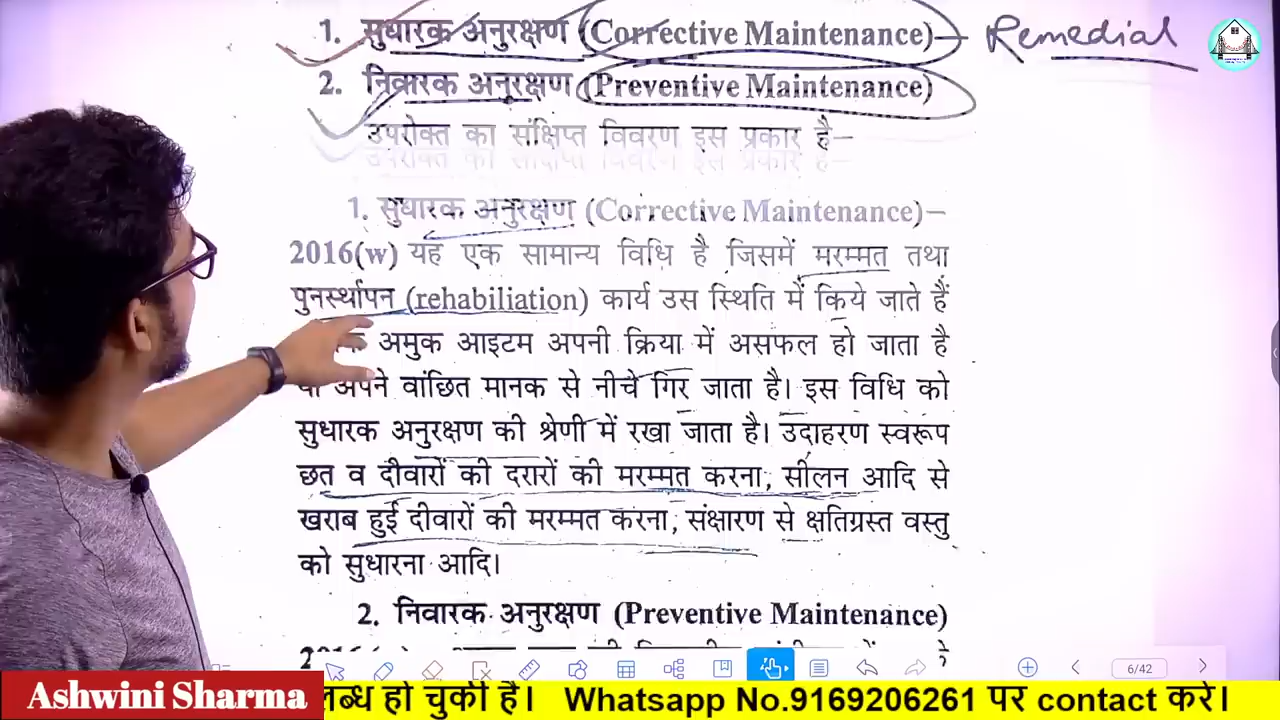 1. सुधारक अनुरक्षण (Corrective Maintenance) — Remedial
2. निवारक अनुरक्षण (Preventive Maintenance)
उपरोक्त का संक्षिप्त विवरण इस प्रकार है–
1. सुधारक अनुरक्षण (Corrective Maintenance)–
2016(w) यह एक सामान्य विधि है जिसमें मरम्मत तथा
पुनर्स्थापन (rehabiliation) कार्य उस स्थिति में किये जाते हैं
अमुक आइटम अपनी क्रिया में असफल हो जाता है
अपने वांछित मानक से नीचे गिर जाता है। इस विधि को
सुधारक अनुरक्षण की श्रेणी में रखा जाता है। उदाहरण स्वरूप
छत व दीवारों की दरारों की मरम्मत करना, सीलन आदि से
खराब हुई दीवारों की मरम्मत करना, संक्षारण से क्षतिग्रस्त वस्तु
को सुधारना आदि।
2. निवारक अनुरक्षण (Preventive Maintenance)
6/42
Ashwini Sharma लब्ध हो चुकी है। Whatsapp No.9169206261 पर contact करे।